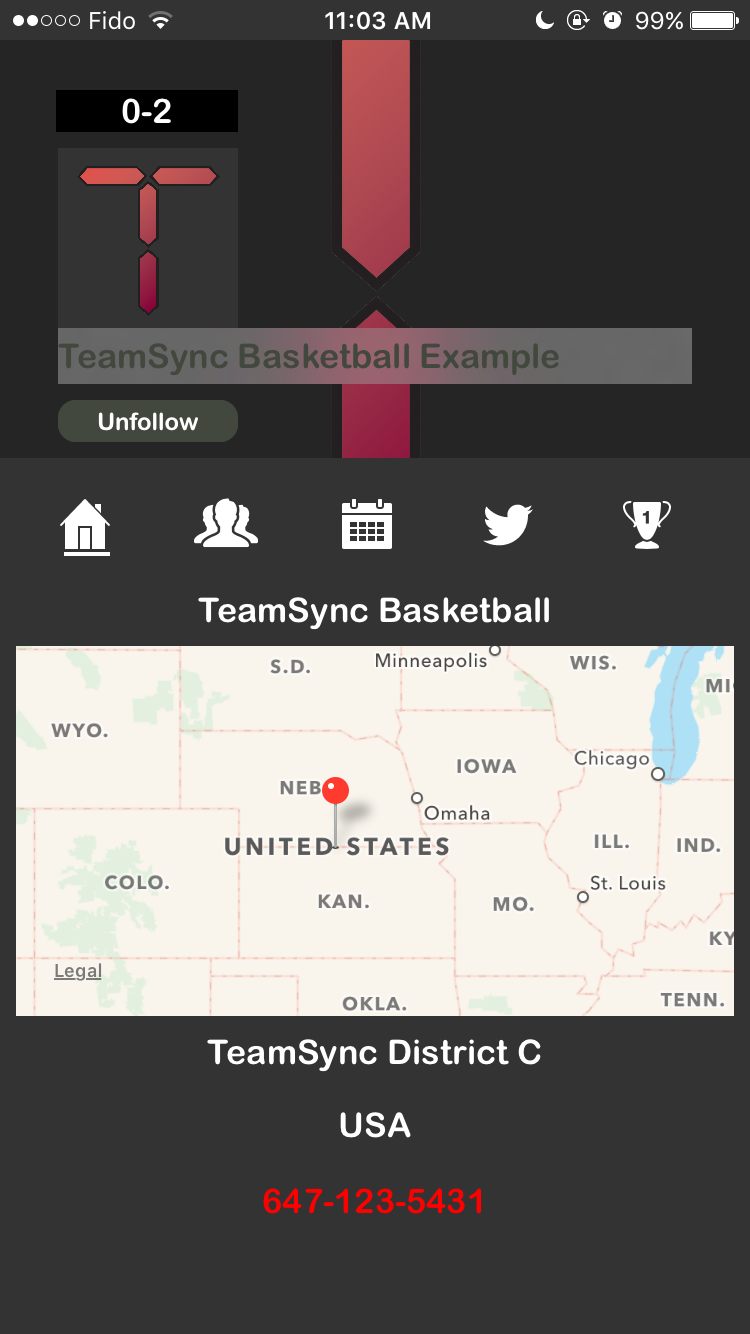 Fido 11:03 AM 99%
0-2
TeamSync Basketball Example
Unfollow
1
TeamSync Basketball
S.D. Minneapolis WIS.
MI
WYO.
Chicago
IOWA
NEB
Omaha
UNITED STATES ILL. IND.
COLO. St. Louis
KAN. MO.
KY
Legal
OKLA. TENN.
TeamSync District C
USA
647-123-5431